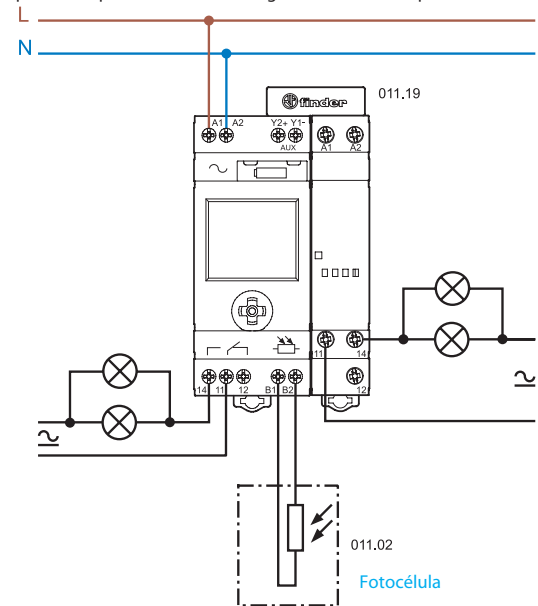 L
N
finder
011.19
A1 A2 Y2+ Y1-
AUX
A1 A2
11 14
12
14 11 12 B1 B2
011.02
Fotocélula